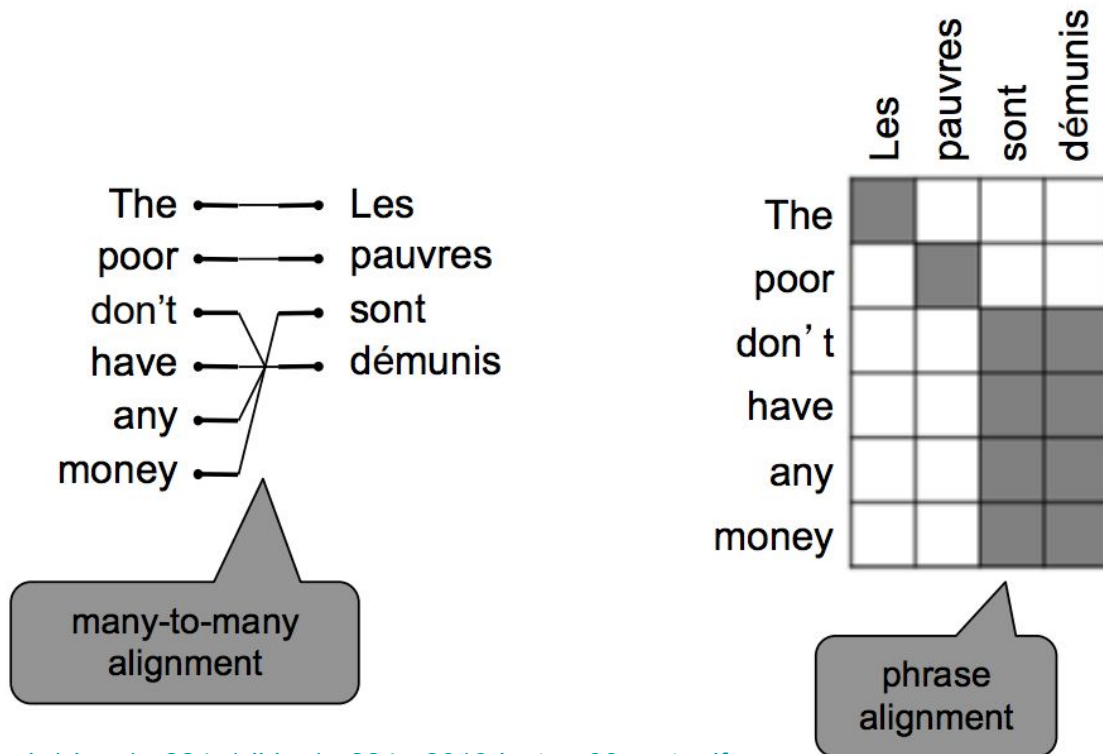 The Les
poor pauvres
don't sont
have démunis
any
money
many-to-many
alignment
Les pauvres sont démunis
The
poor
don't
have
any
money
phrase
alignment